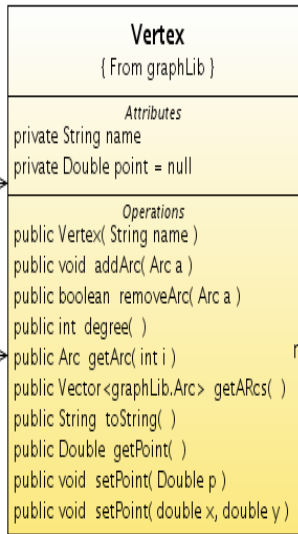 Vertex
{ From graphLib }
Attributes
private String name
private Double point = null
Operations
public Vertex( String name )
public void addArc( Arc a )
public boolean removeArc( Arc a )
public int degree( )
public Arc getArc( int i )
public Vector<graphLib.Arc> getARcs( )
public String toString( )
public Double getPoint( )
public void setPoint( Double p )
public void setPoint( double x, double y )